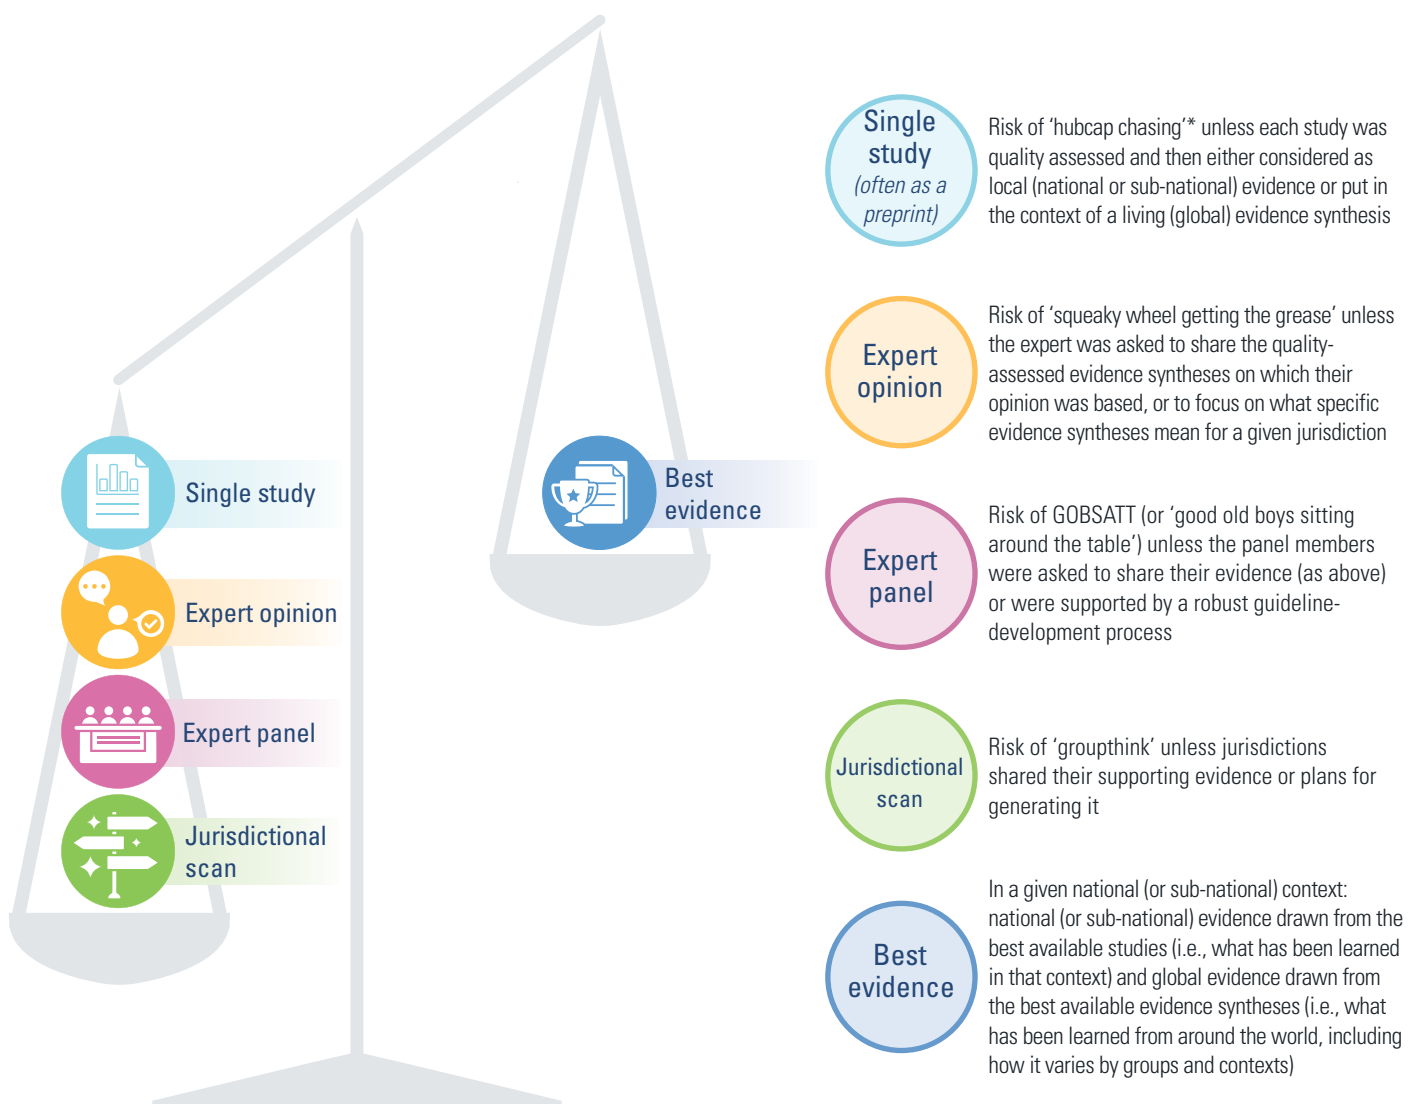 Single study
Expert opinion
Expert panel
Jurisdictional
scan
Best
evidence
Single
study
(often as a
preprint)
Risk of ‘hubcap chasing’* unless each study was
quality assessed and then either considered as
local (national or sub-national) evidence or put in
the context of a living (global) evidence synthesis
Expert
opinion
Risk of ‘squeaky wheel getting the grease’ unless
the expert was asked to share the quality-
assessed evidence syntheses on which their
opinion was based, or to focus on what specific
evidence syntheses mean for a given jurisdiction
Expert
panel
Risk of GOBSATT (or ‘good old boys sitting
around the table’) unless the panel members
were asked to share their evidence (as above)
or were supported by a robust guideline-
development process
Jurisdictional
scan
Risk of ‘groupthink’ unless jurisdictions
shared their supporting evidence or plans for
generating it
Best
evidence
In a given national (or sub-national) context:
national (or sub-national) evidence drawn from the
best available studies (i.e., what has been learned
in that context) and global evidence drawn from
the best available evidence syntheses (i.e., what
has been learned from around the world, including
how it varies by groups and contexts)